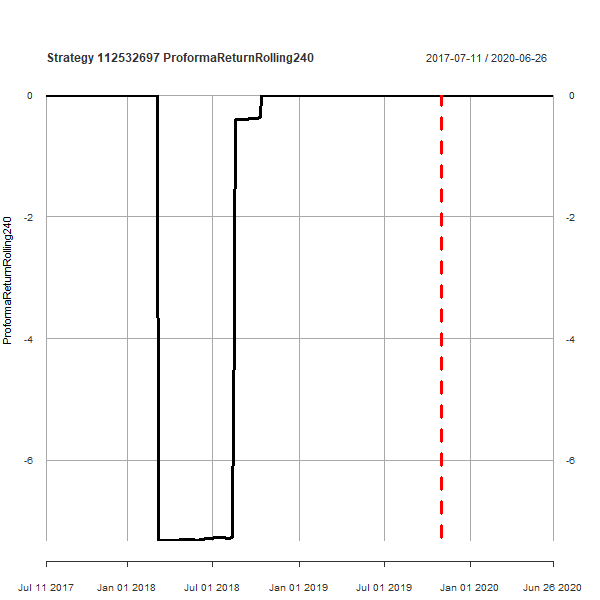 Strategy 112532697 ProformaReturnRolling240
2017-07-11 / 2020-06-26
ProformaReturnRolling240
0 0
-2 -2
-4 -4
-6 -6
Jul 11 2017 Jan 01 2018 Jul 01 2018 Jan 01 2019 Jul 01 2019 Jan 01 2020 Jun 26 2020